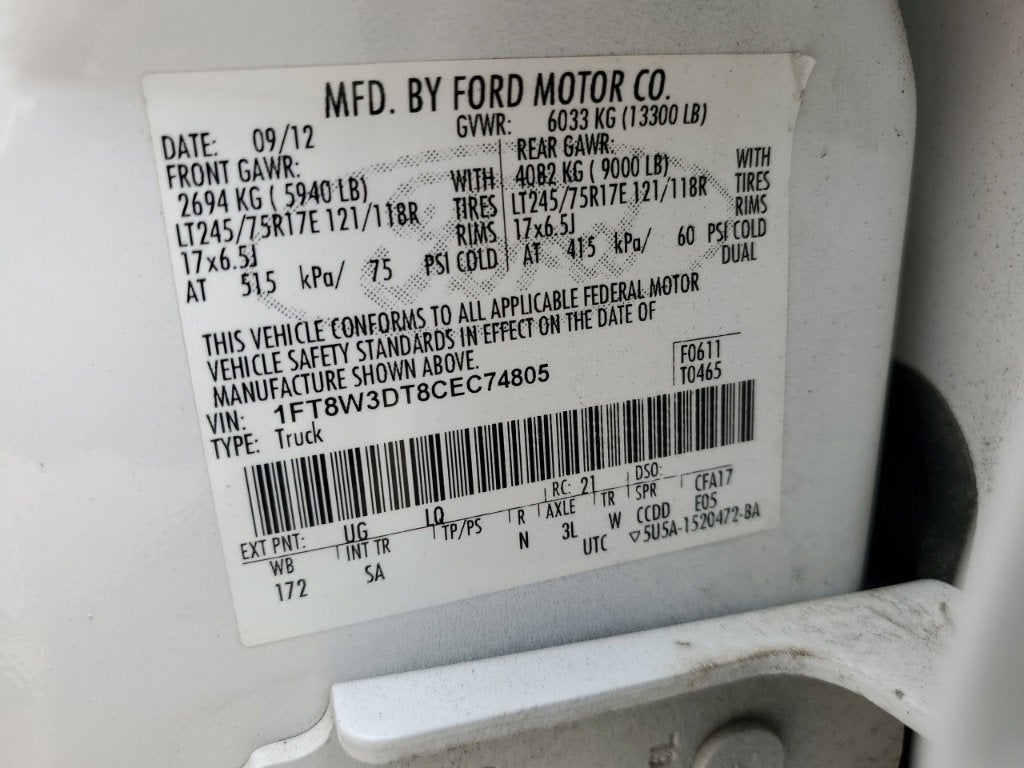 MFD. BY FORD MOTOR CO.
DATE: 09/12 GVWR: 6033 KG (13300 LB)
FRONT GAWR: REAR GAWR:
2694 KG ( 5940 LB) WITH 4082 KG ( 9000 LB) WITH
LT245/75R17E 121/118R TIRES LT245/75R17E 121/118R TIRES
17x6.5J RIMS 17x6.5J RIMS
AT 515 kPa/ 75 PSI COLD AT 415 kPa/ 60 PSI COLD
DUAL
THIS VEHICLE CONFORMS TO ALL APPLICABLE FEDERAL MOTOR
VEHICLE SAFETY STANDARDS IN EFFECT ON THE DATE OF
MANUFACTURE SHOWN ABOVE.
F0611
VIN: 1FT8W3DT8CEC74805 T0465
TYPE: Truck
EXT PNT: UG LQ RC: 21 DSO:
WB INT TR TP/PS R AXLE TR SPR CFA17
172 SA N 3L W CCDD E05
UTC ▽5U5A-1520472-BA